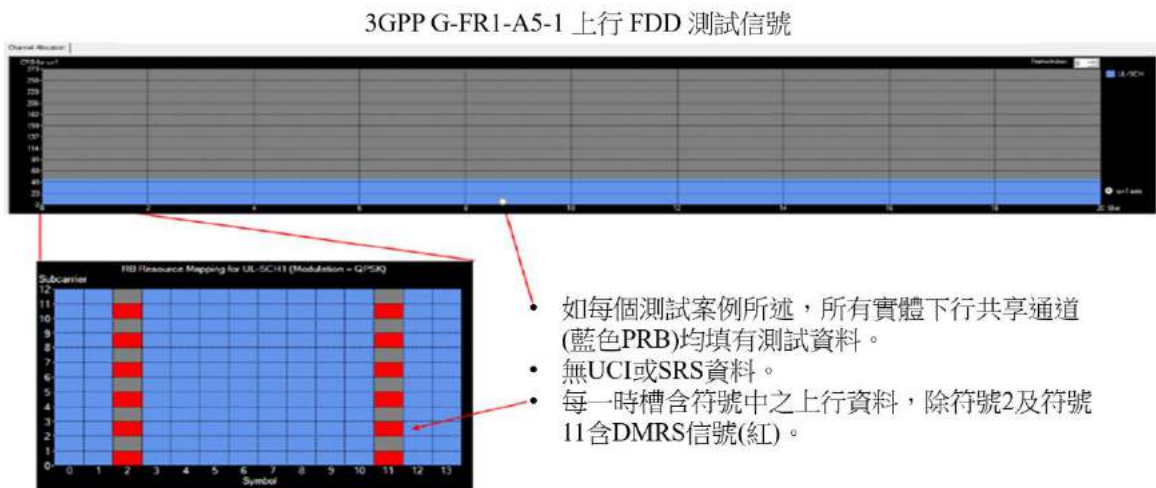 3GPP G-FR1-A5-1 上行 FDD 測試信號
Channel Allocation
273
UL-SCH
0
2
4
6
8
10
12
14
16
18
20 Slot
RB Resource Mapping for UL-SCH1 (Modulation = QPSK)
Subcarrier
12
11
10
9
8
7
6
5
4
3
2
1
0
0 1 2 3 4 5 6 7 8 9 10 11 12 13
Symbol
• 如每個測試案例所述，所有實體下行共享通道
(藍色PRB)均填有測試資料。
• 無UCI或SRS資料。
• 每一時槽含符號中之上行資料，除符號2及符號
11含DMRS信號(紅)。